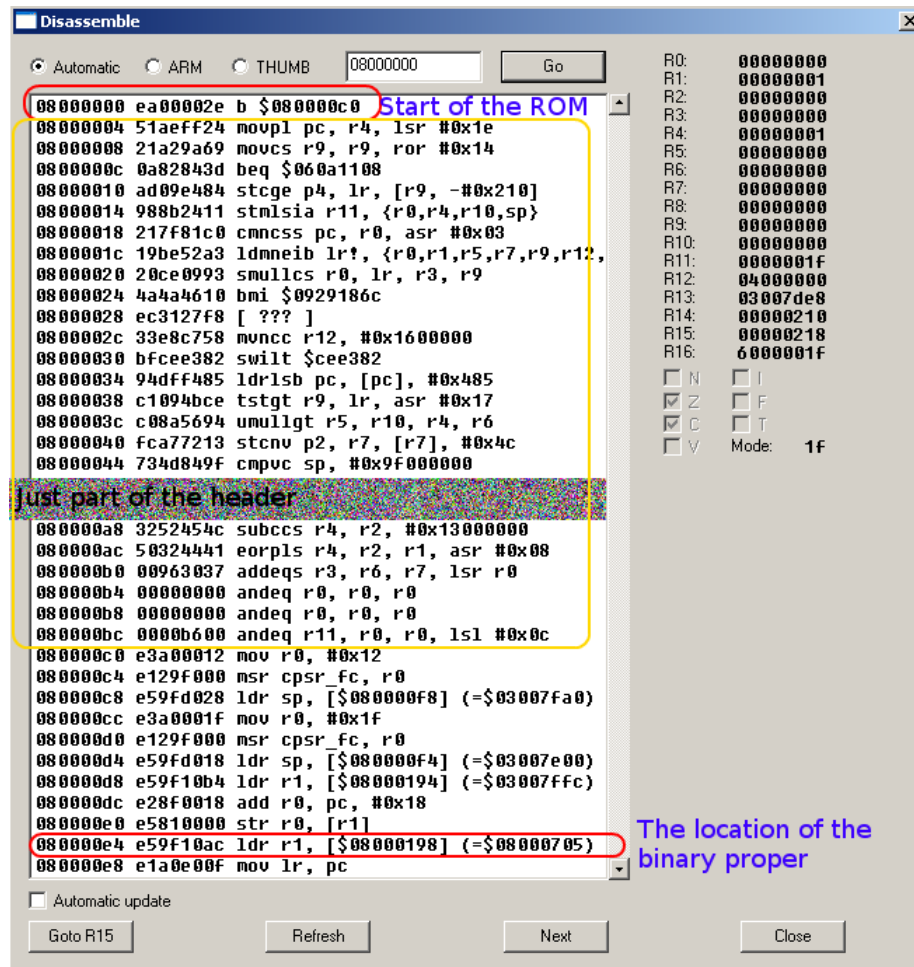 Disassemble
Automatic ARM THUMB 08000000 Go
08000000 ea00002e b $080000c0 Start of the ROM
08000004 51aeff24 movpl pc, r4, lsr #0x1e
08000008 21a29a69 movcs r9, r9, ror #0x14
0800000c 0a82843d beq $060a1108
08000010 ad09e484 stcge p4, lr, [r9, -#0x210]
08000014 988b2411 stmlsia r11, {r0,r4,r10,sp}
08000018 217f81c0 cmncss pc, r0, asr #0x03
0800001c 19be52a3 ldmneib lr!, {r0,r1,r5,r7,r9,r12,
08000020 20ce0993 smullcs r0, lr, r3, r9
08000024 4a4a4610 bmi $0929186c
08000028 ec3127f8 [ ??? ]
0800002c 33e8c758 mvncc r12, #0x1600000
08000030 bfcee382 swilt $cee382
08000034 94dff485 ldrlsb pc, [pc], #0x485
08000038 c1094bce tstgt r9, lr, asr #0x17
0800003c c08a5694 umullgt r5, r10, r4, r6
08000040 fca77213 stcnv p2, r7, [r7], #0x4c
08000044 734d849f cmpvc sp, #0x9f000000
Just part of the header
080000a8 3252454c subccs r4, r2, #0x13000000
080000ac 50324441 eorpls r4, r2, r1, asr #0x08
080000b0 00963037 addeqs r3, r6, r7, lsr r0
080000b4 00000000 andeq r0, r0, r0
080000b8 00000000 andeq r0, r0, r0
080000bc 0000b600 andeq r11, r0, r0, lsl #0x0c
080000c0 e3a00012 mov r0, #0x12
080000c4 e129f000 msr cpsr_fc, r0
080000c8 e59fd028 ldr sp, [$080000f8] (=$03007fa0)
080000cc e3a0001f mov r0, #0x1f
080000d0 e129f000 msr cpsr_fc, r0
080000d4 e59fd018 ldr sp, [$080000f4] (=$03007e00)
080000d8 e59f10b4 ldr r1, [$08000194] (=$03007ffc)
080000dc e28f0018 add r0, pc, #0x18
080000e0 e5810000 str r0, [r1]
080000e4 e59f10ac ldr r1, [$08000198] (=$08000705)
080000e8 e1a0e00f mov lr, pc
The location of the
binary proper
R0: 00000000
R1: 00000001
R2: 00000000
R3: 00000000
R4: 00000001
R5: 00000000
R6: 00000000
R7: 00000000
R8: 00000000
R9: 00000000
R10: 00000000
R11: 0000001f
R12: 04000000
R13: 03007de8
R14: 00000210
R15: 00000218
R16: 6000001f
N I
Z F
C T
V Mode: 1f
Automatic update
Goto R15 Refresh Next Close